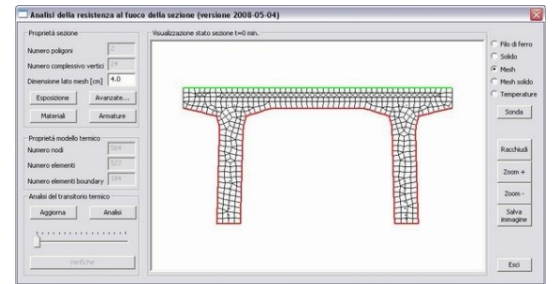 Analisi della resistenza al fuoco della sezione (versione 2008-05-04)
Proprietà sezione
Numero poligoni 2
Numero complessivo vertici 24
Dimensione lato mesh [cm] 4.0
Esposizione Avanzate...
Materiali Armature
Proprietà modello termico
Numero nodi
Numero elementi
Numero elementi boundary
Analisi del transitorio termico
Aggiorna Analisi
Verifiche
Visualizzazione stato sezione t=0 min.
Filo di ferro
Solido
Mesh
Mesh solido
Temperature
Sonda
Racchiudi
Zoom +
Zoom -
Salva
immagine
Esci